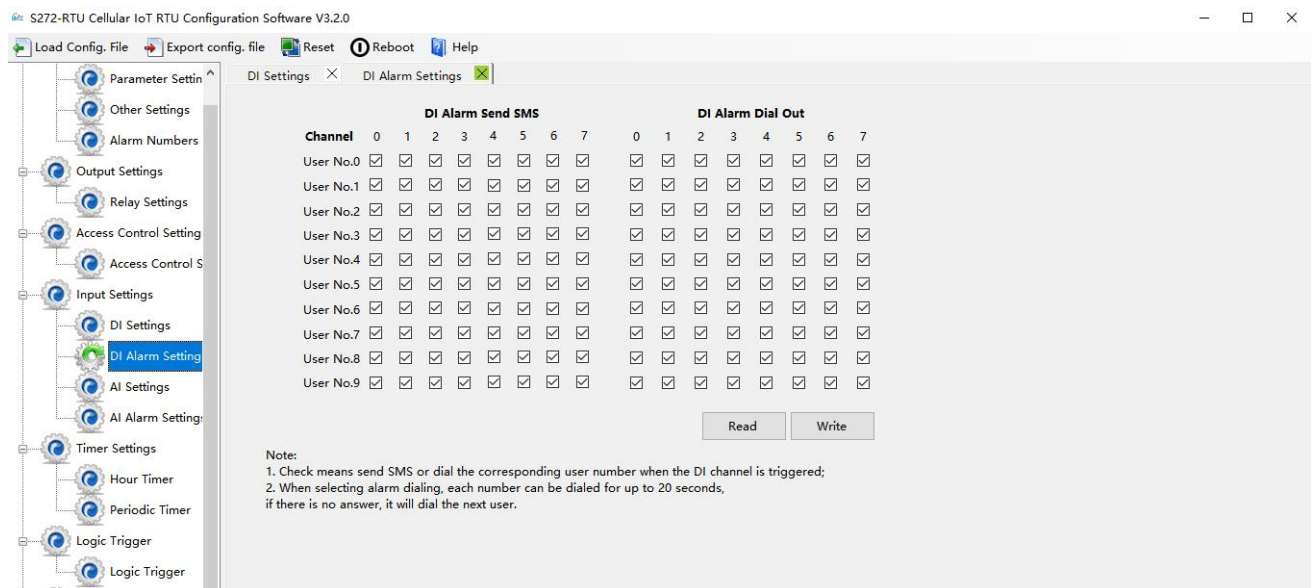 S272-RTU Cellular IoT RTU Configuration Software V3.2.0
Load Config. File Export config. file Reset Reboot Help
Parameter Settin
Other Settings
Alarm Numbers
Output Settings
Relay Settings
Access Control Setting
Access Control S
Input Settings
DI Settings
DI Alarm Setting
AI Settings
AI Alarm Settings
Timer Settings
Hour Timer
Periodic Timer
Logic Trigger
Logic Trigger
DI Settings DI Alarm Settings
DI Alarm Send SMS DI Alarm Dial Out
Channel 0 1 2 3 4 5 6 7 0 1 2 3 4 5 6 7
User No.0
User No.1
User No.2
User No.3
User No.4
User No.5
User No.6
User No.7
User No.8
User No.9
Read Write
Note:
1. Check means send SMS or dial the corresponding user number when the DI channel is triggered;
2. When selecting alarm dialing, each number can be dialed for up to 20 seconds,
if there is no answer, it will dial the next user.